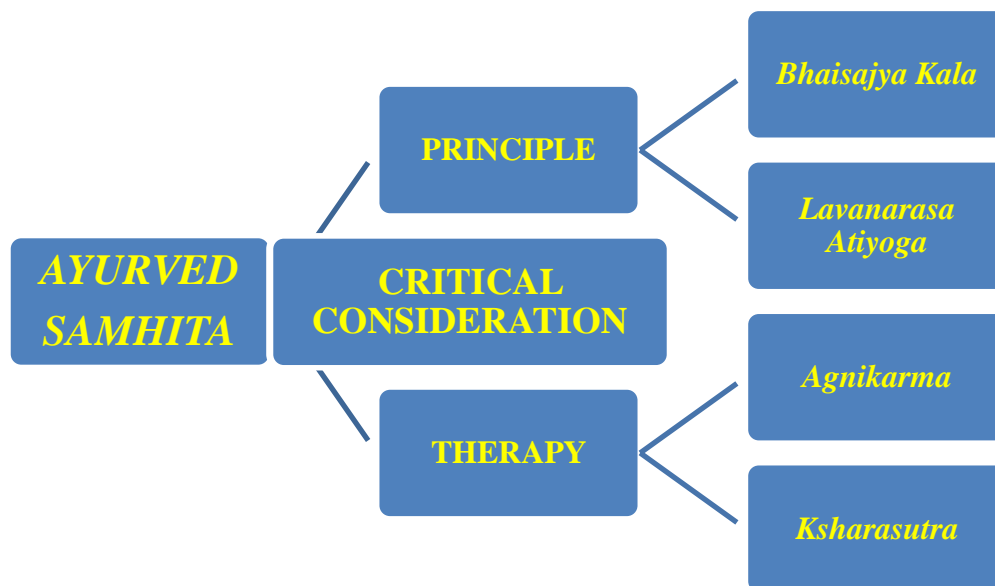 AYURVED
SAMHITA
CRITICAL
CONSIDERATION
PRINCIPLE
Bhaisajya Kala
Lavanarasa
Atiyoga
THERAPY
Agnikarma
Ksharasutra